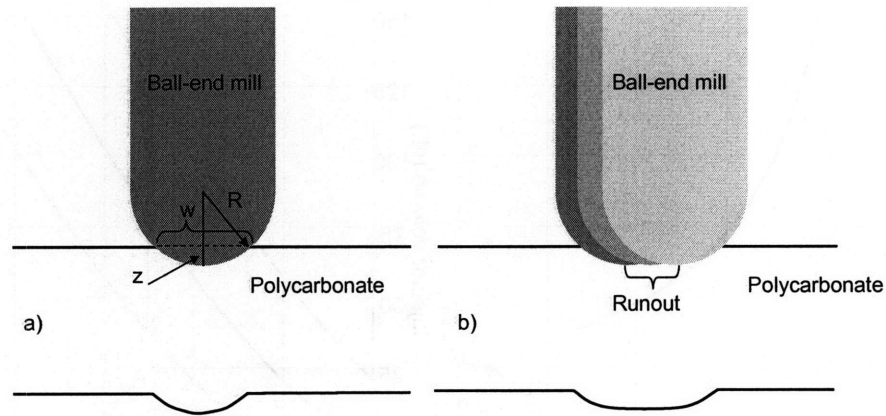 Ball-end mill
R
w
z
Polycarbonate
a)
Ball-end mill
Runout
Polycarbonate
b)